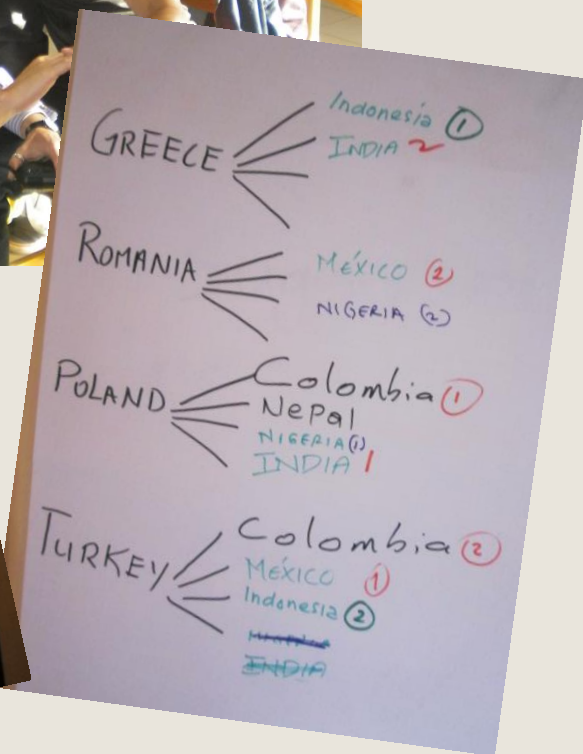 GREECE
Indonesia 1
INDIA 2
ROMANIA
MÉXICO 2
NIGERIA (2)
POLAND
Colombia 1
Nepal
NIGERIA (1)
INDIA 1
TURKEY
Colombia 2
MÉXICO 1
Indonesia 2
INDIA